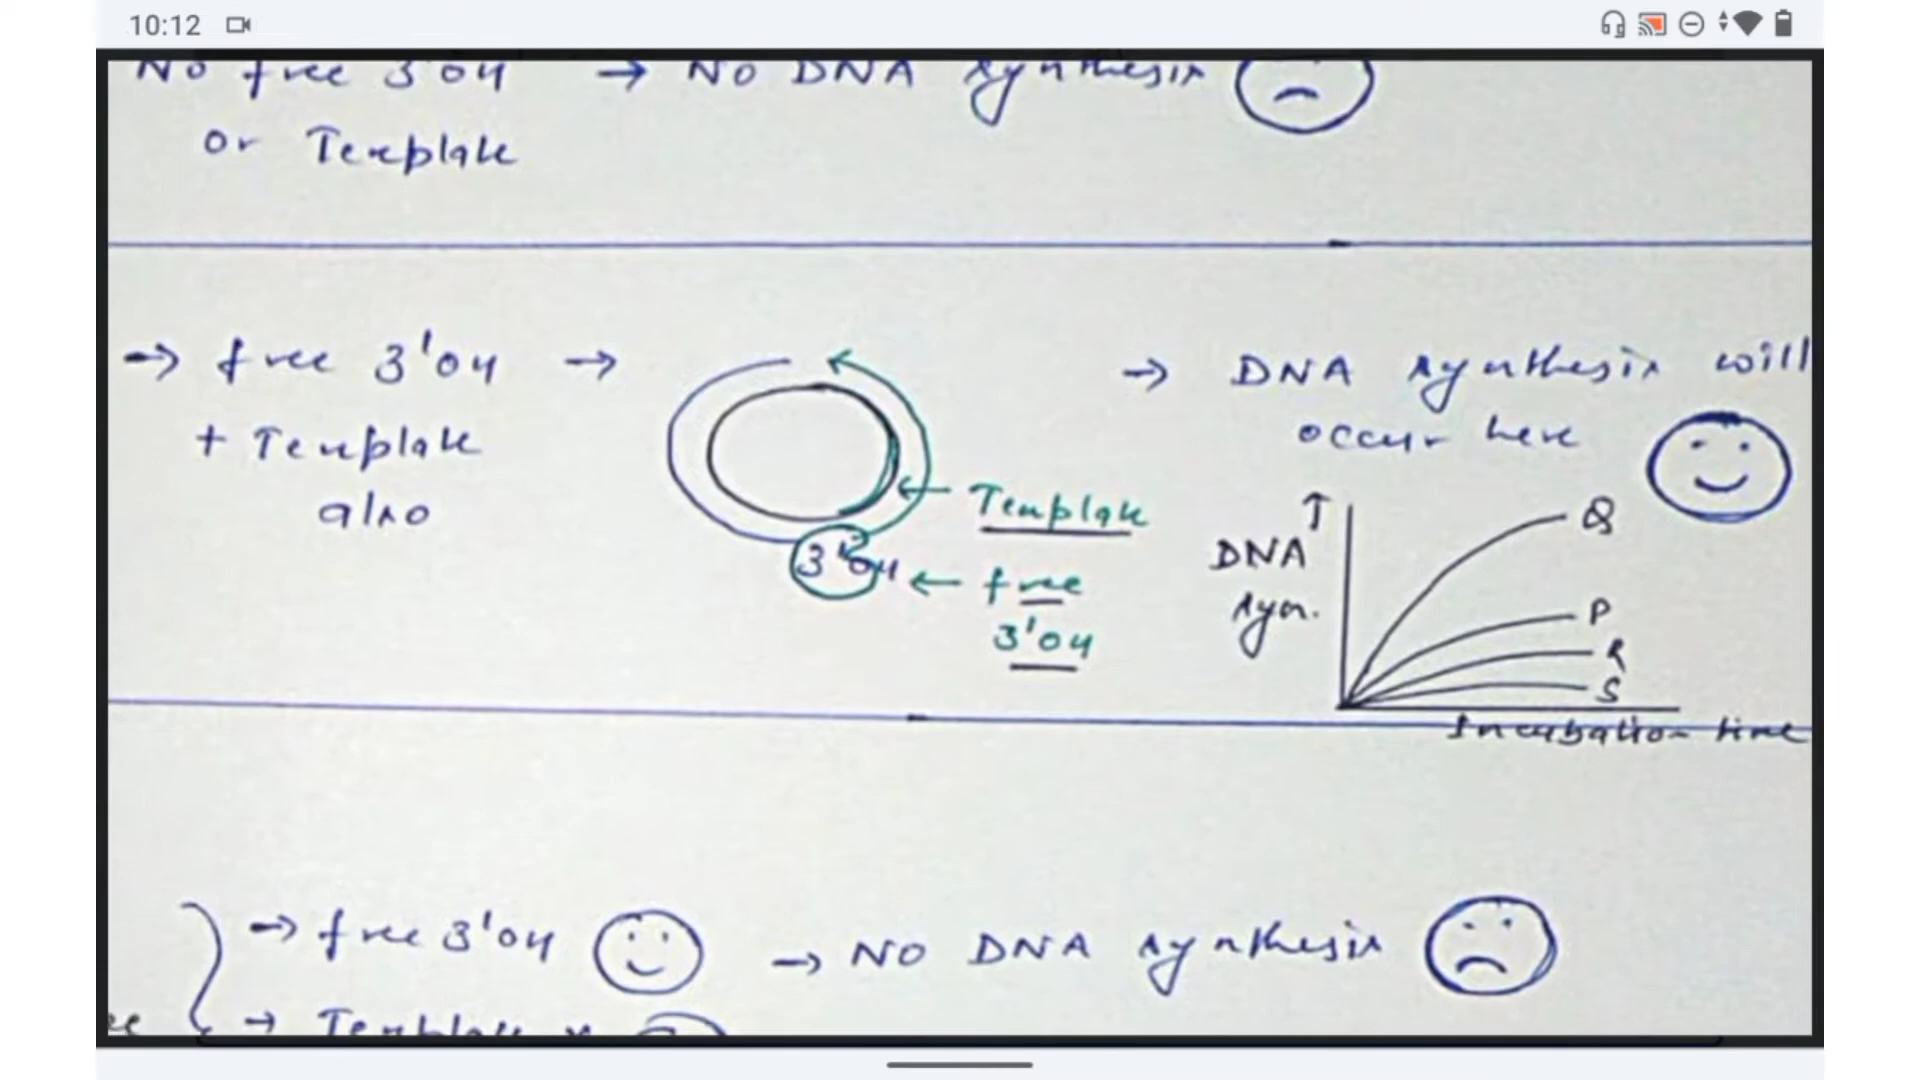 10:12
No free 3'OH → No DNA synthesis
or Template
→ free 3'OH →
+ Template
also
3'OH
← Template
← free
3'OH
→ DNA synthesis will
occur here
↑
DNA
syn.
Q
P
R
S
Incubation time
→ free 3'OH → NO DNA synthesis
→ Template x